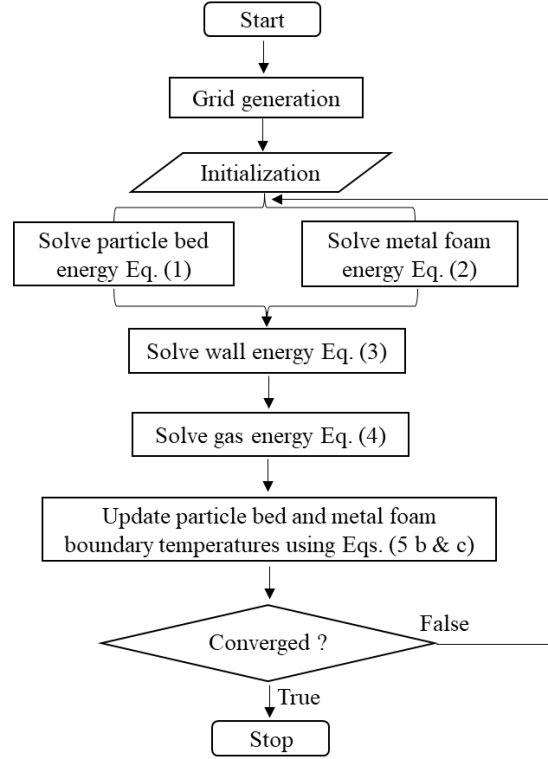 Start
Grid generation
Initialization
Solve particle bed
energy Eq. (1)
Solve metal foam
energy Eq. (2)
Solve wall energy Eq. (3)
Solve gas energy Eq. (4)
Update particle bed and metal foam
boundary temperatures using Eqs. (5 b & c)
Converged ?
False
True
Stop